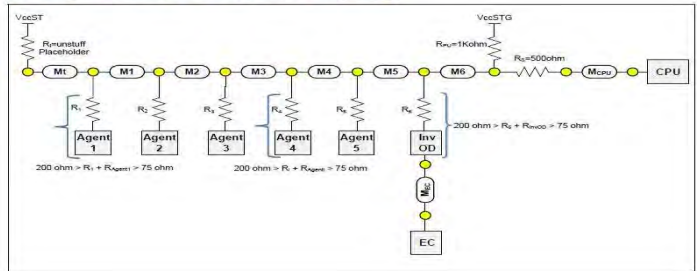 VccST
VccSTG
Rt=unstuff
Placeholder
RPU=1Kohm
RS=500ohm
Mt
M1
M2
M3
M4
M5
M6
MCPU
CPU
R1
R2
R3
R4
R5
R6
Agent
1
Agent
2
Agent
3
Agent
4
Agent
5
Inv
OD
200 ohm > R1 + RAgent1 > 75 ohm
200 ohm > Ri + RAgenti > 75 ohm
200 ohm > R6 + RInvOD > 75 ohm
MEC
EC